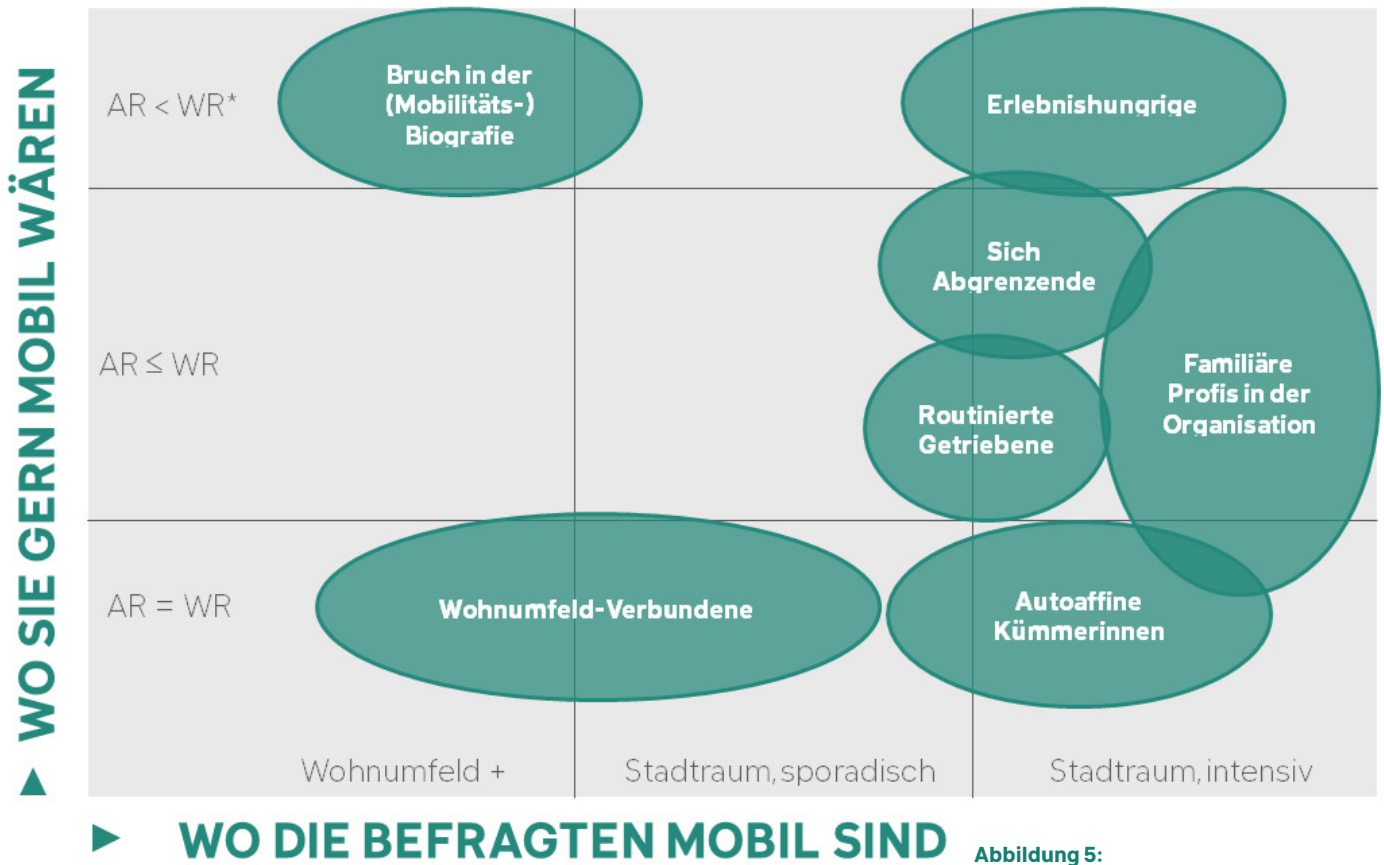 WO SIE GERN MOBIL WÄREN
AR < WR*
Bruch in der
(Mobilitäts-)
Biografie
Erlebnishungrige
AR ≤ WR
Sich
Abgrenzende
Routinierte
Getriebene
Familiäre
Profis in der
Organisation
AR = WR
Wohnumfeld-Verbundene
Autoaffine
Kümmerinnen
Wohnumfeld +
Stadtraum, sporadisch
Stadtraum, intensiv
WO DIE BEFRAGTEN MOBIL SIND
Abbildung 5: